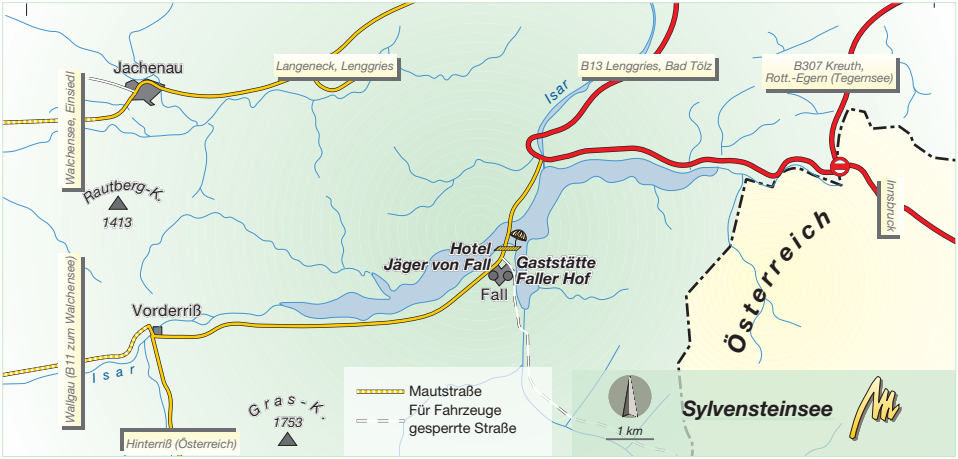 Jachenau
Langeneck, Lenggries
B13 Lenggries, Bad Tölz
B307 Kreuth,
Rott.-Egern (Tegernsee)
Isar
Walchensee, Einsiedl
Rautberg-K.
1413
Innsbruck
Hotel
Jäger von Fall
Gaststätte
Faller Hof
Fall
Österreich
Vorderriß
Wallgau (B11 zum Walchensee)
Isar
Gras-K.
1753
Hinterriß (Österreich)
Mautstraße
Für Fahrzeuge
gesperrte Straße
1 km
Sylvensteinsee